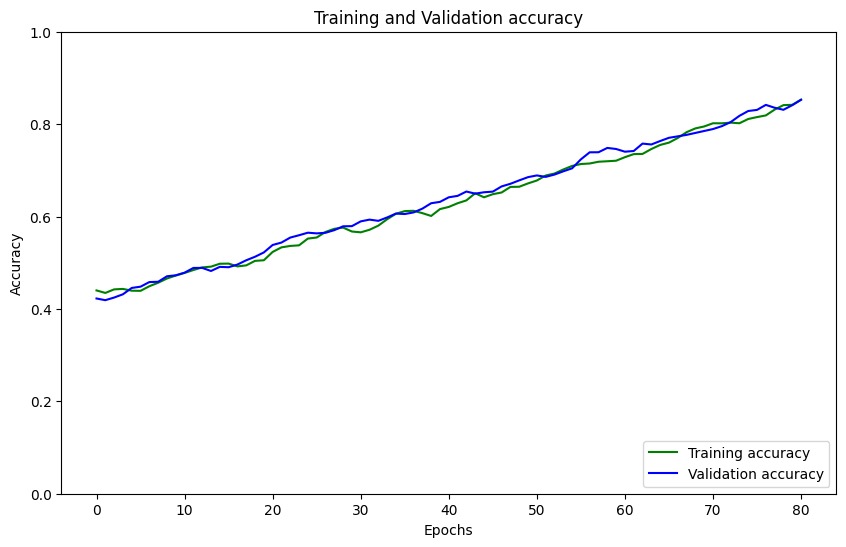 Training and Validation accuracy
1.0
0.8
0.6
0.4
0.2
0.0
Accuracy
0 10 20 30 40 50 60 70 80
Epochs
Training accuracy
Validation accuracy